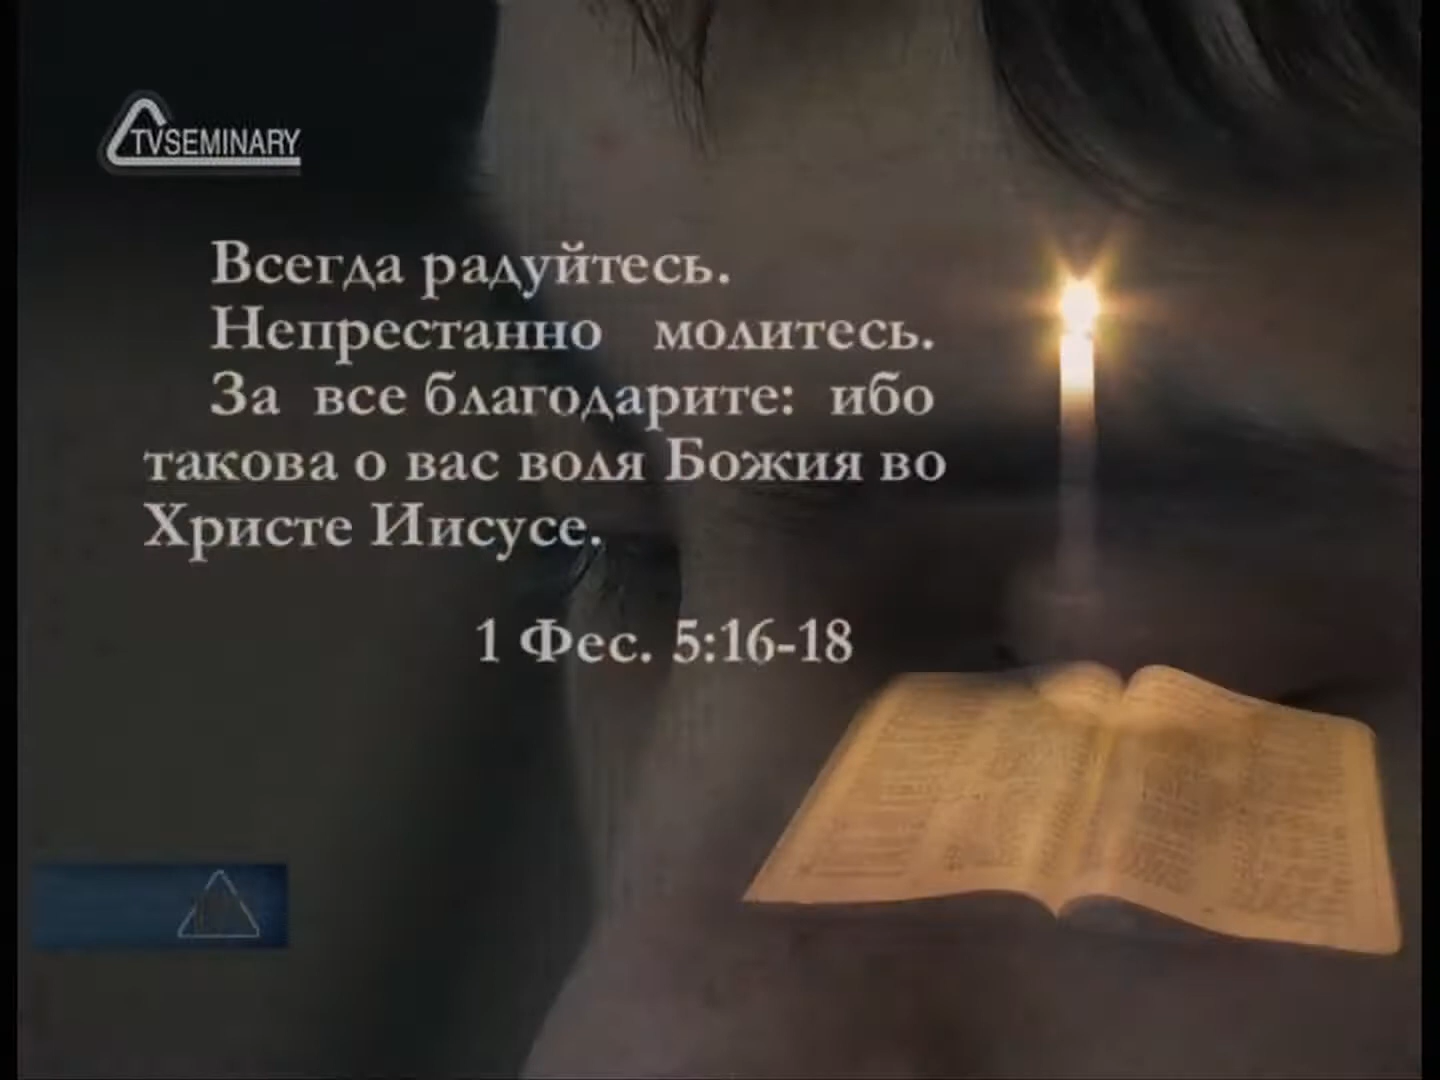 TVSEMINARY
Всегда радуйтесь.
Непрестанно молитесь.
За все благодарите: ибо
такова о вас воля Божия во
Христе Иисусе.
1 Фес. 5:16-18